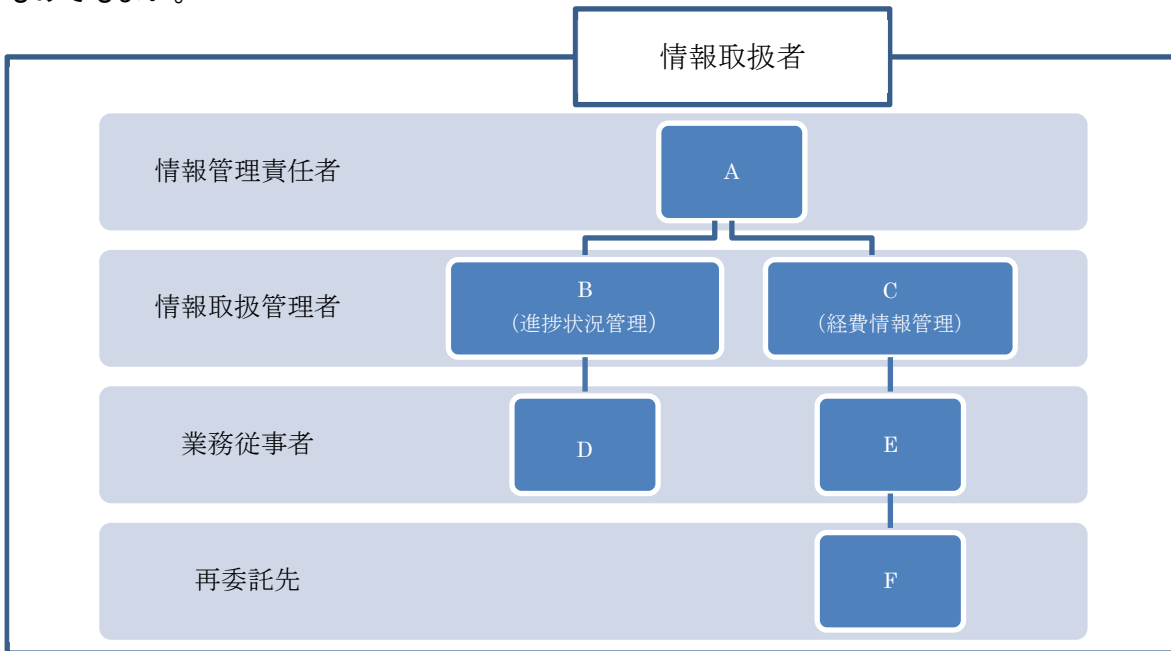 情報取扱者
情報管理責任者
A
情報取扱管理者
B
（進捗状況管理）
C
（経費情報管理）
業務従事者
D
E
再委託先
F